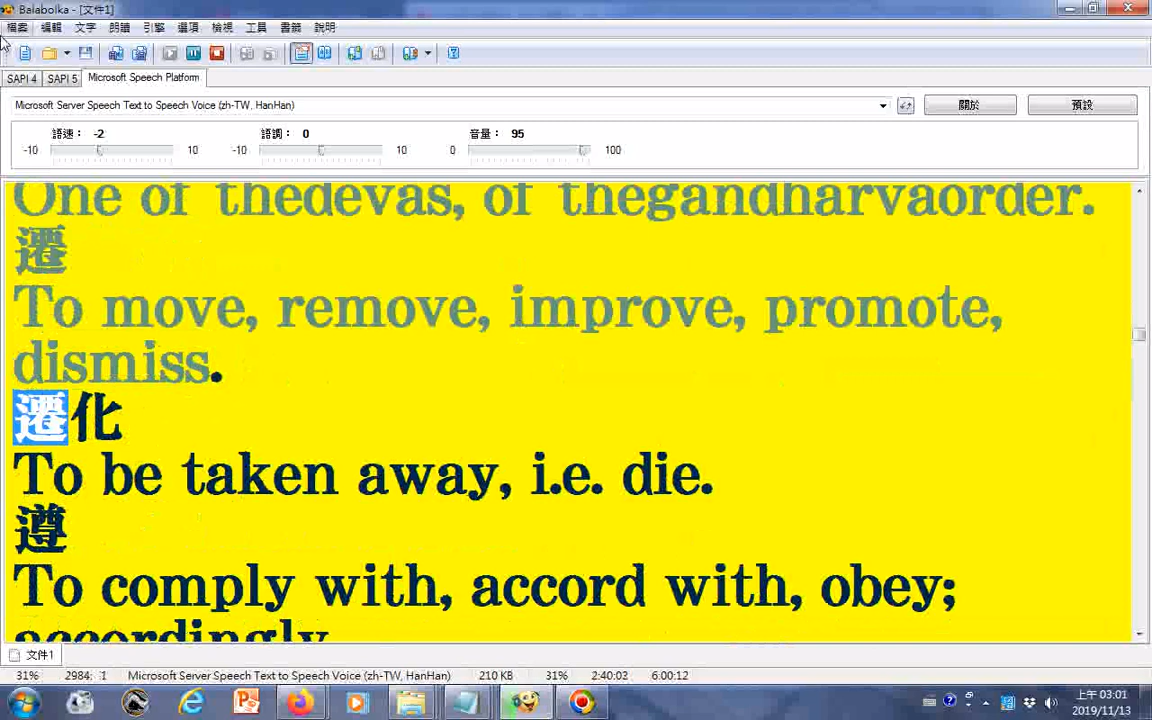 Balabolka - [文件1]
檔案 編輯 文字 朗讀 引擎 選項 檢視 工具 書籤 說明
SAPI 4 SAPI 5 Microsoft Speech Platform
Microsoft Server Speech Text to Speech Voice (zh-TW, HanHan) 關於 預設
語速： -2 語調： 0 音量： 95
-10 10 -10 10 0 100
One of thedevas, of thegandharvaorder.
遷
To move, remove, improve, promote,
dismiss.
遷化
To be taken away, i.e. die.
遵
To comply with, accord with, obey;
accordingly
文件1
31% 2984: 1 Microsoft Server Speech Text to Speech Voice (zh-TW, HanHan) 210 KB 31% 2:40:02 6:00:12
上午 03:01
2019/11/13